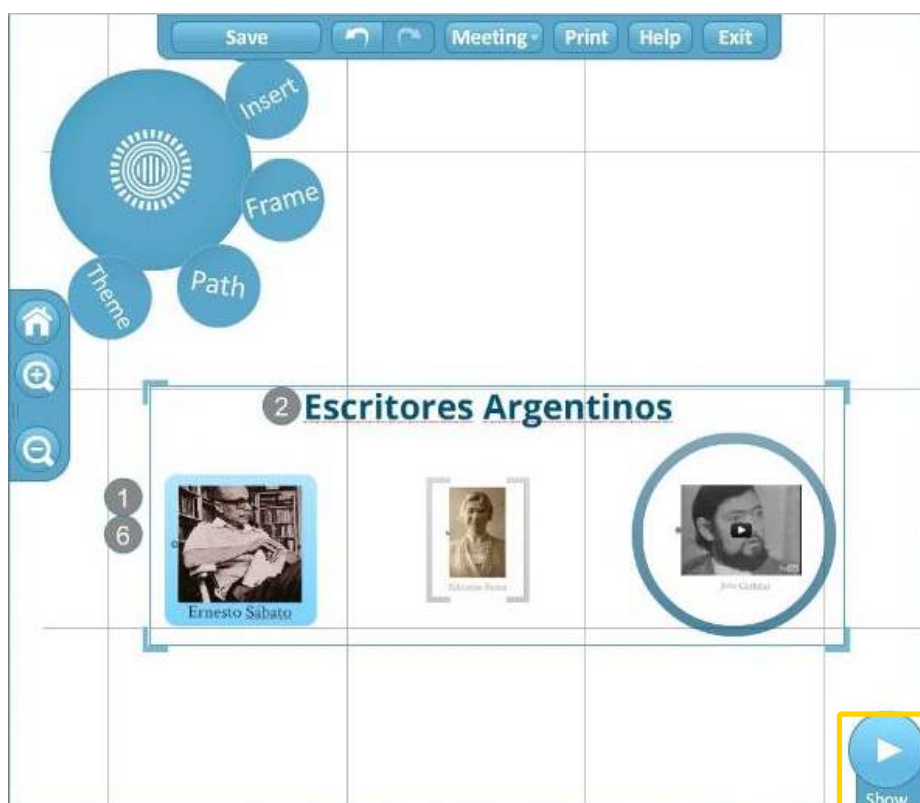 Save Meeting Print Help Exit
Insert
Frame
Path
Theme
2 Escritores Argentinos
1
6
Ernesto Sábato
Show